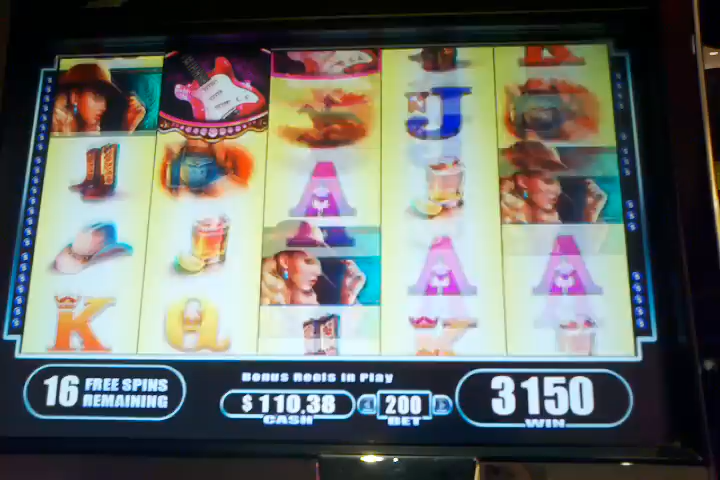 J
A
A
A
K
Q
K
16 FREE SPINS
REMAINING
Bonus Reels In Play
$ 110.38
CASH
200
BET
3150
WIN